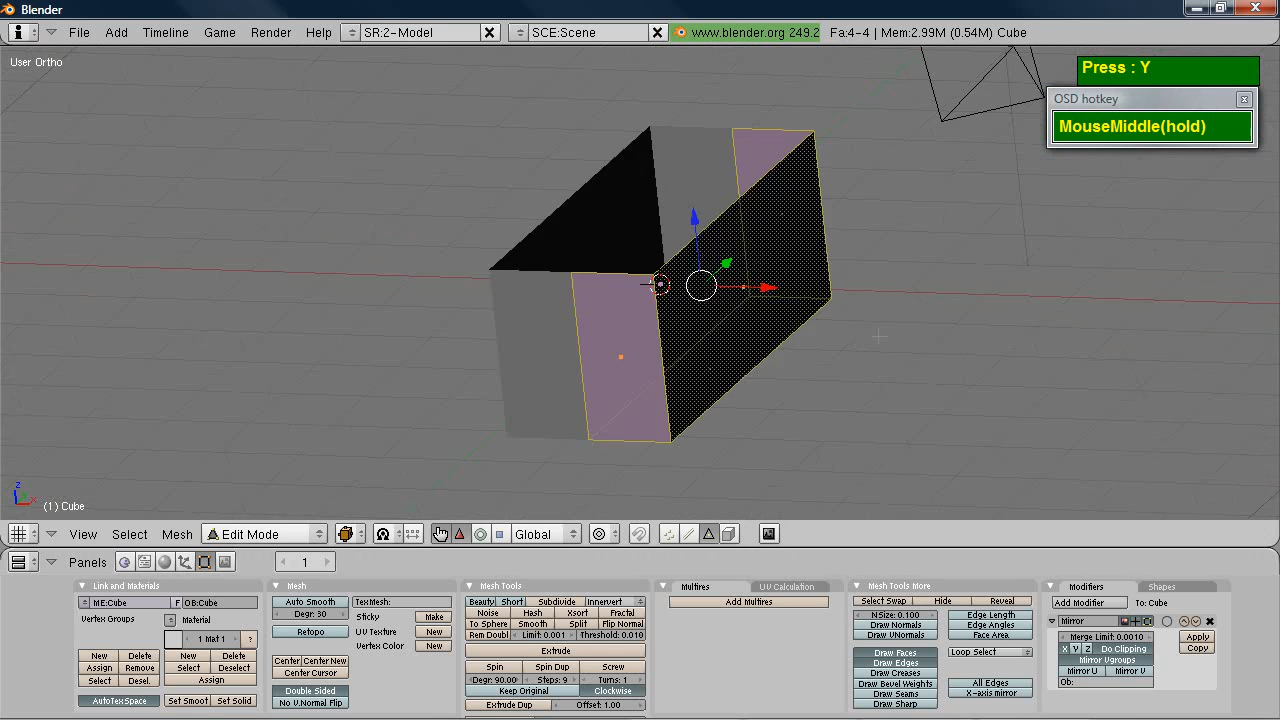 Blender
File Add Timeline Game Render Help SR:2-Model SCE:Scene www.blender.org 249.2 Fa:4-4 | Mem:2.99M (0.54M) Cube
User Ortho
Press : Y
OSD hotkey
MouseMiddle(hold)
z
x
(1) Cube
View Select Mesh Edit Mode Global
Panels 1
Link and Materials
ME:Cube F OB:Cube
Vertex Groups
Material
1 Mat 1 ?
New Delete New Delete
Assign Remove Select Deselect
Select Desel. Assign
AutoTexSpace Set Smoot Set Solid
Mesh
Auto Smooth TexMesh:
Degr: 30 Sticky Make
Retopo UV Texture New
Vertex Color New
Center Center New
Center Cursor
Double Sided
No V.Normal Flip
Mesh Tools
Beauty Short Subdivide Innervert
Noise Hash Xsort Fractal
To Sphere Smooth Split Flip Normal
Rem Doubl Limit: 0.001 Threshold: 0.010
Extrude
Spin Spin Dup Screw
Degr: 90.00 Steps: 9 Turns: 1
Keep Original Clockwise
Extrude Dup Offset: 1.00
Multires UV Calculation
Add Multires
Mesh Tools More
Select Swap Hide Reveal
NSize: 0.100 Edge Length
Draw Normals Edge Angles
Draw VNormals Face Area
Draw Faces Loop Select
Draw Edges
Draw Creases
Draw Bevel Weights All Edges
Draw Seams X-axis mirror
Draw Sharp
Modifiers Shapes
Add Modifier To: Cube
Mirror
Merge Limit: 0.0010 Apply
X Y Z Do Clipping Copy
Mirror Vgroups
Mirror U Mirror V
Ob: